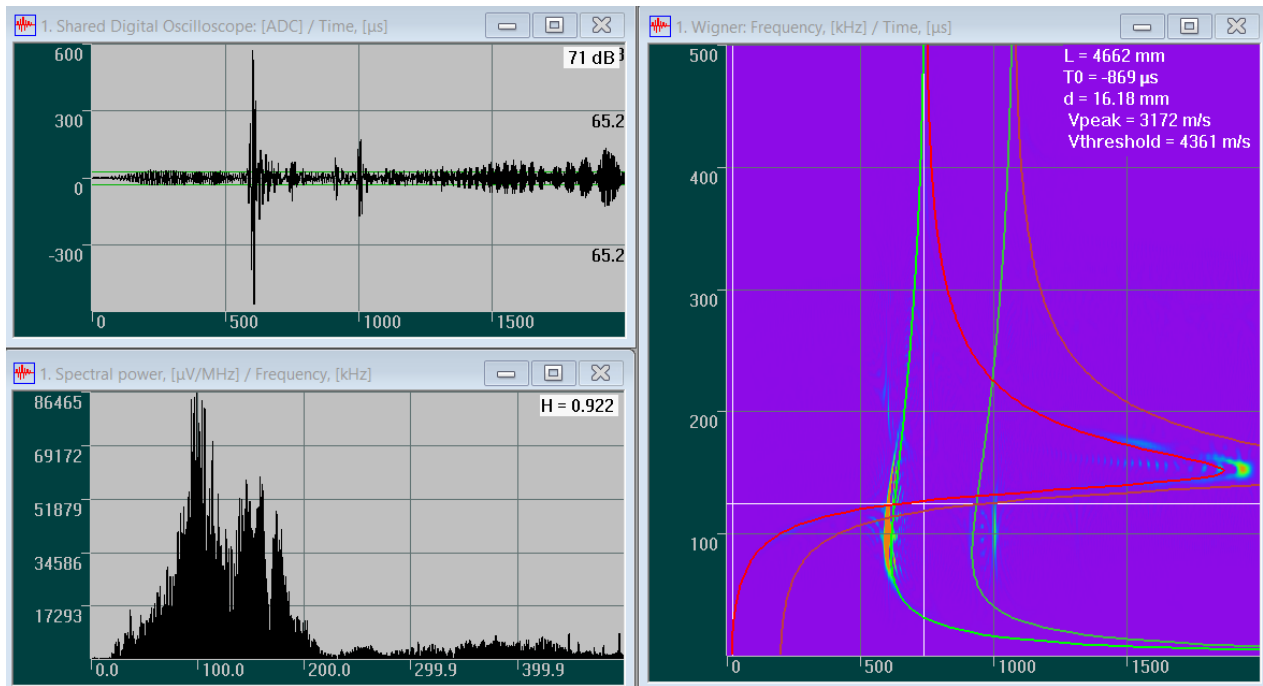 1. Shared Digital Oscilloscope: [ADC] / Time, [µs]
600
71 dB
300
65.2
0
-300
65.2
0
500
1000
1500
1. Spectral power, [µV/MHz] / Frequency, [kHz]
86465
H = 0.922
69172
51879
34586
17293
0.0
100.0
200.0
299.9
399.9
1. Wigner: Frequency, [kHz] / Time, [µs]
500
L = 4662 mm
T0 = -869 µs
d = 16.18 mm
Vpeak = 3172 m/s
Vthreshold = 4361 m/s
400
300
200
100
0
500
1000
1500